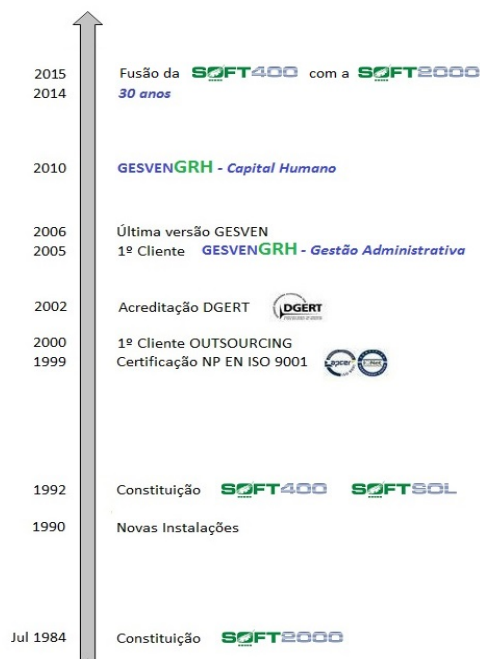 2015 Fusão da SOFT400 com a SOFT2000
2014 30 anos
2010 GESVENGRH - Capital Humano
2006 Última versão GESVEN
2005 1º Cliente GESVENGRH - Gestão Administrativa
2002 Acreditação DGERT DGERT
2000 1º Cliente OUTSOURCING
1999 Certificação NP EN ISO 9001 apcer
1992 Constituição SOFT400 SOFTSOL
1990 Novas Instalações
Jul 1984 Constituição SOFT2000